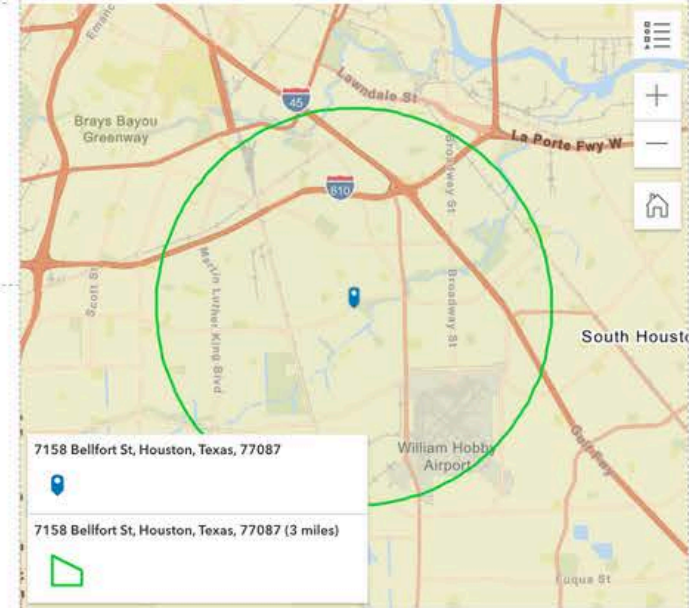 Emanc
45
Lawndale St
Brays Bayou
Greenway
La Porte Fwy W
Broadway St
610
Scott St
Martin Luther King Blvd
Broadway St
South Housto
William Hobby
Airport
Gulf Fwy
Fuqua St
7158 Bellfort St, Houston, Texas, 77087
7158 Bellfort St, Houston, Texas, 77087 (3 miles)